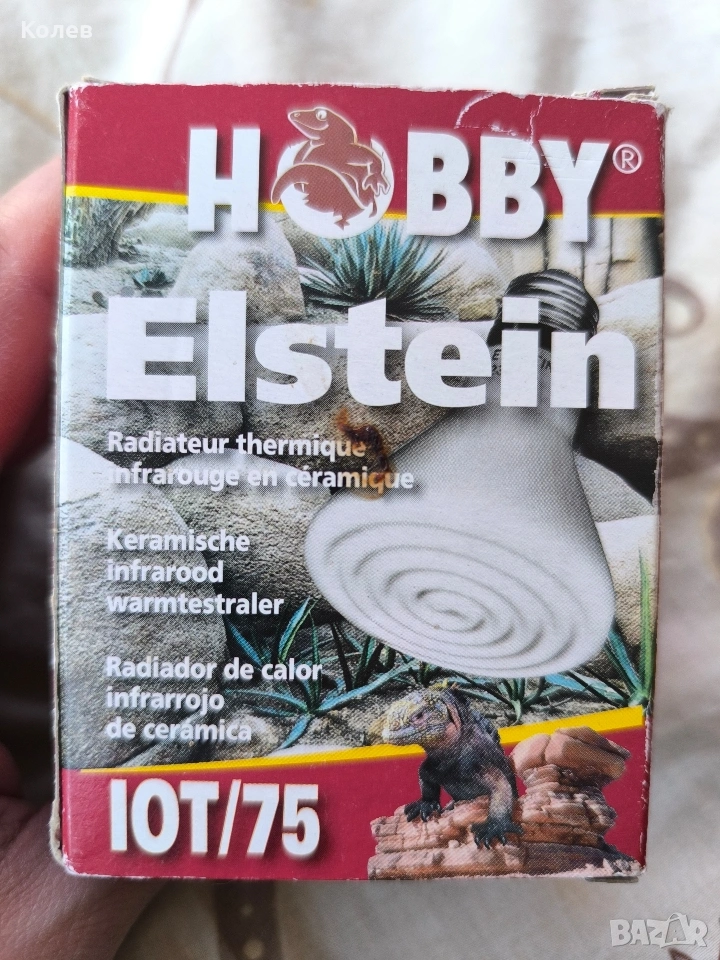 Колев
HOBBY®
Elstein
Radiateur thermique
infrarouge en céramique
Keramische
infrarood
warmtestraler
Radiador de calor
infrarrojo
de cerámica
IOT/75
BAZAR